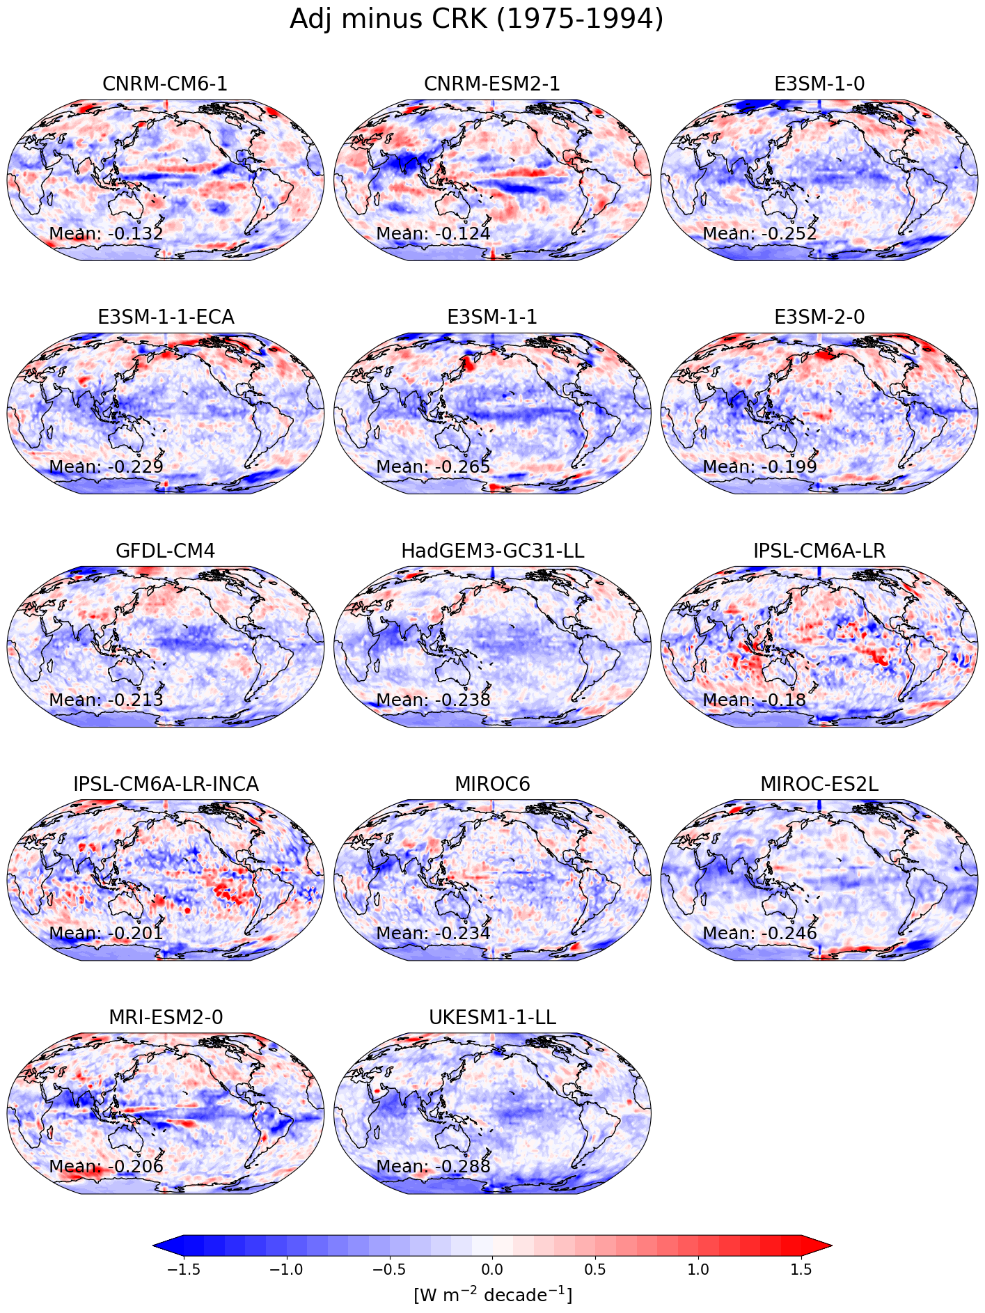 Adj minus CRK (1975-1994)
CNRM-CM6-1
CNRM-ESM2-1
E3SM-1-0
Mean: -0.132
Mean: -0.124
Mean: -0.252
E3SM-1-1-ECA
E3SM-1-1
E3SM-2-0
Mean: -0.229
Mean: -0.265
Mean: -0.199
GFDL-CM4
HadGEM3-GC31-LL
IPSL-CM6A-LR
Mean: -0.213
Mean: -0.238
Mean: -0.18
IPSL-CM6A-LR-INCA
MIROC6
MIROC-ES2L
Mean: -0.201
Mean: -0.234
Mean: -0.246
MRI-ESM2-0
UKESM1-1-LL
Mean: -0.206
Mean: -0.288
−1.5 −1.0 −0.5 0.0 0.5 1.0 1.5
[W m⁻² decade⁻¹]